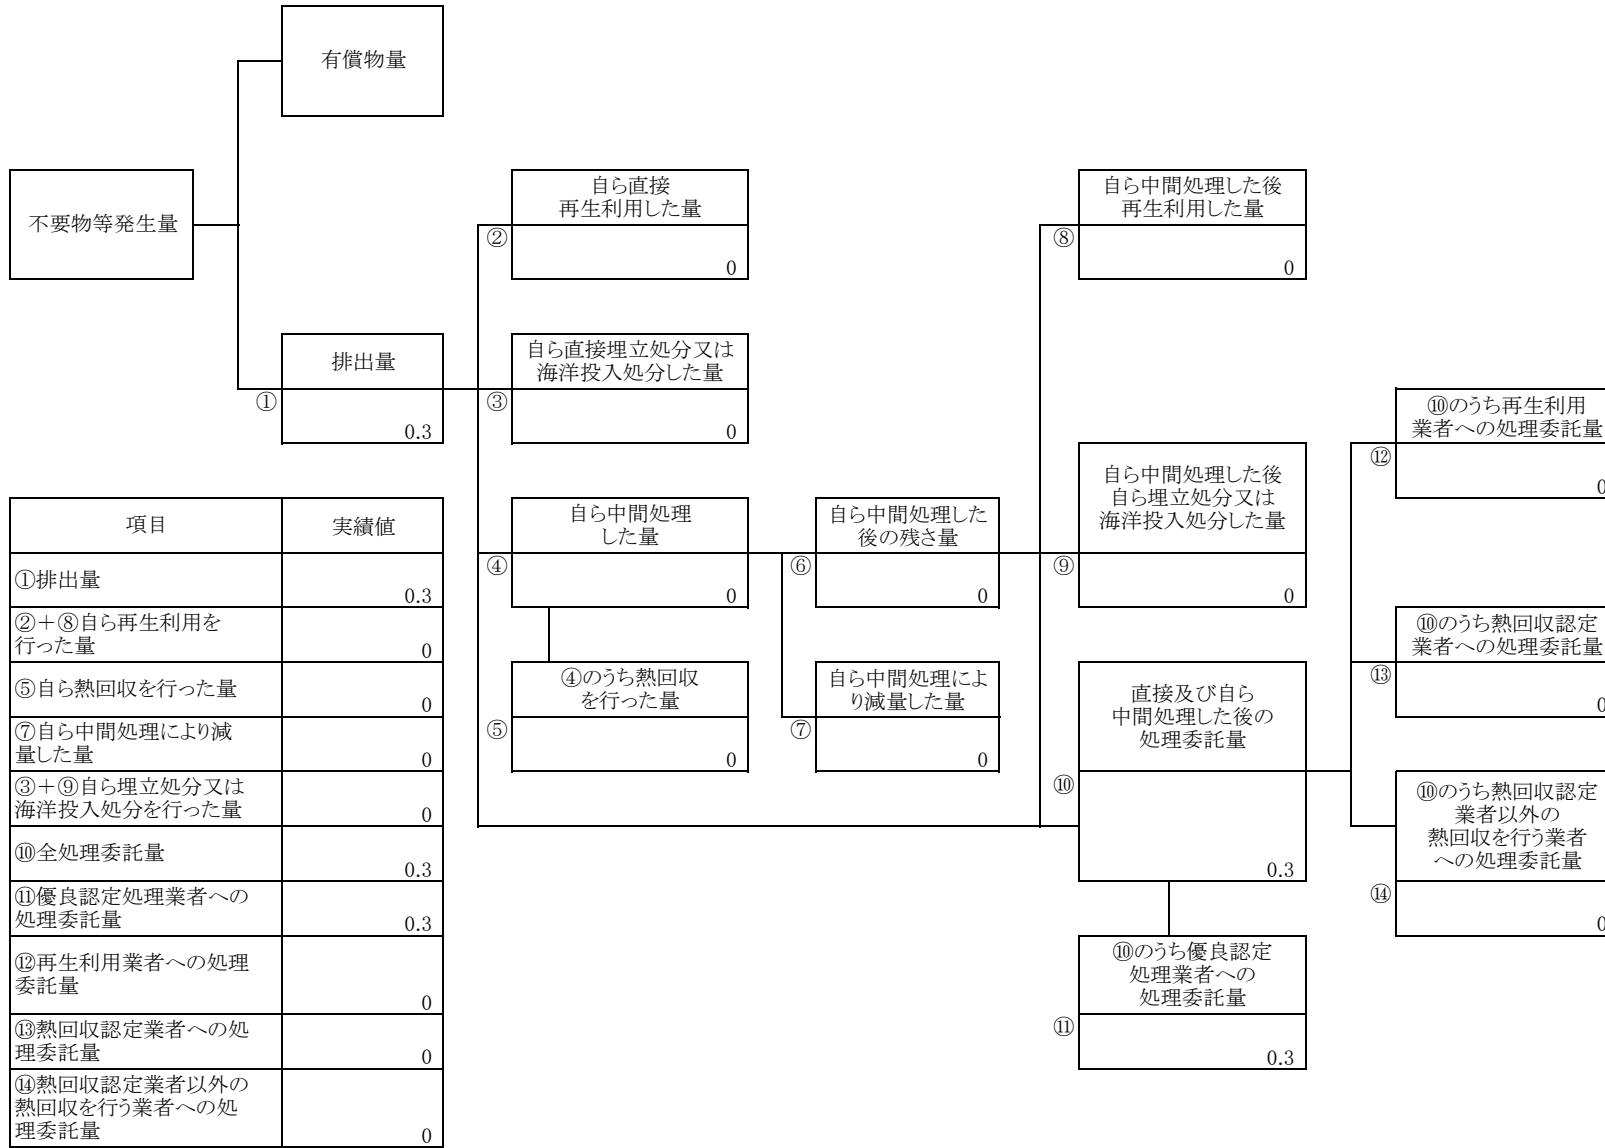 有償物量
不要物等発生量
自ら直接
再生利用した量
②
0
自ら中間処理した後
再生利用した量
⑧
0
排出量
①
0.3
自ら直接埋立処分又は
海洋投入処分した量
③
0
⑩のうち再生利用
業者への処理委託量
⑫
0
自ら中間処理
した量
④
0
自ら中間処理した
後の残さ量
⑥
0
自ら中間処理した後
自ら埋立処分又は
海洋投入処分した量
⑨
0
⑩のうち熱回収認定
業者への処理委託量
⑬
0
④のうち熱回収
を行った量
⑤
0
自ら中間処理によ
り減量した量
⑦
0
直接及び自ら
中間処理した後の
処理委託量
⑩
0.3
⑩のうち熱回収認定
業者以外の
熱回収を行う業者
への処理委託量
⑭
0
⑩のうち優良認定
処理業者への
処理委託量
⑪
0.3
項目 実績値
①排出量
0.3
②+⑧自ら再生利用を
行った量
0
⑤自ら熱回収を行った量
0
⑦自ら中間処理により減
量した量
0
③+⑨自ら埋立処分又は
海洋投入処分を行った量
0
⑩全処理委託量
0.3
⑪優良認定処理業者への
処理委託量
0.3
⑫再生利用業者への処理
委託量
0
⑬熱回収認定業者への処
理委託量
0
⑭熱回収認定業者以外の
熱回収を行う業者への処
理委託量
0